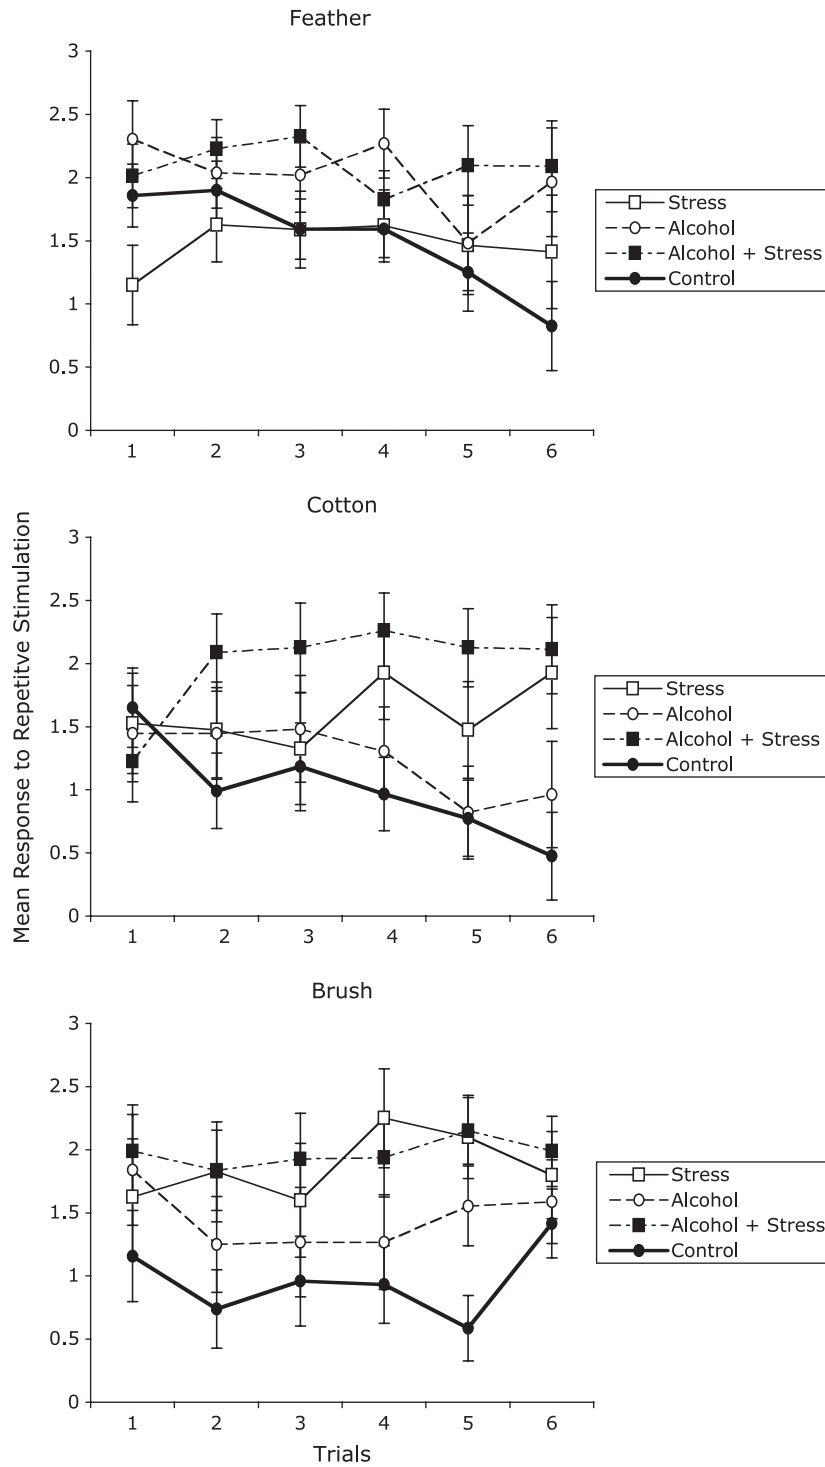 Feather
3
2.5
2
1.5
1
0.5
0
1 2 3 4 5 6
Stress
Alcohol
Alcohol + Stress
Control
Mean Response to Repetitve Stimulation
Cotton
3
2.5
2
1.5
1
0.5
0
1 2 3 4 5 6
Stress
Alcohol
Alcohol + Stress
Control
Brush
3
2.5
2
1.5
1
0.5
0
1 2 3 4 5 6
Trials
Stress
Alcohol
Alcohol + Stress
Control